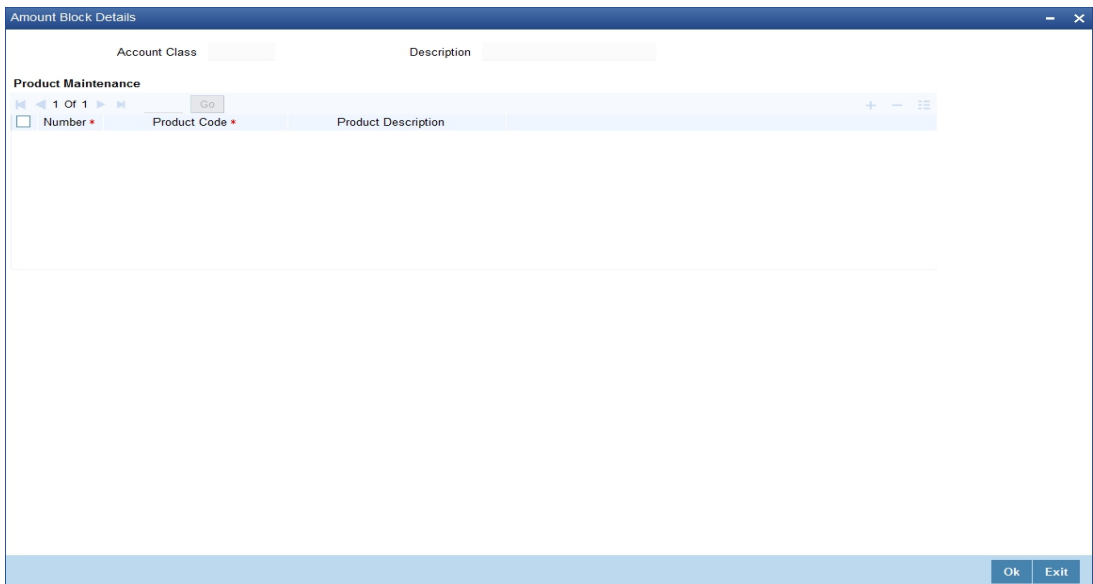 Amount Block Details
Account Class Description
Product Maintenance
1 Of 1 Go
Number * Product Code * Product Description
Ok Exit